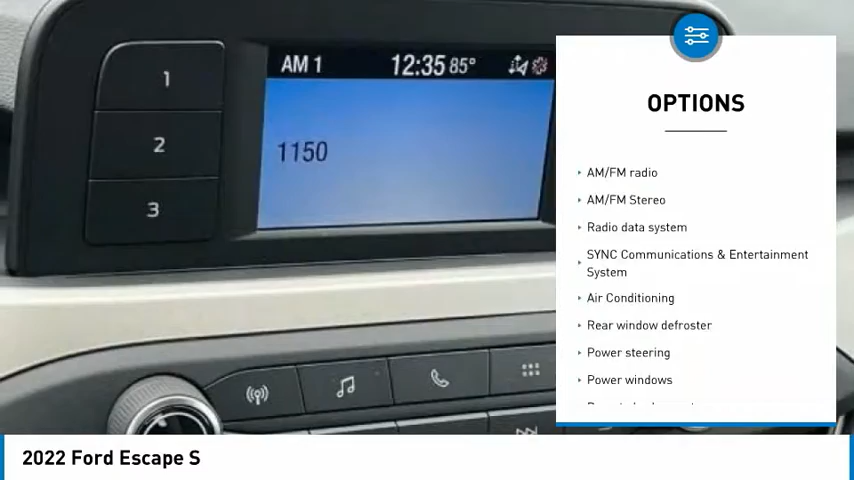 1
2
3
AM 1
12:35 85°
1150
OPTIONS
AM/FM radio
AM/FM Stereo
Radio data system
SYNC Communications & Entertainment
System
Air Conditioning
Rear window defroster
Power steering
Power windows
2022 Ford Escape S